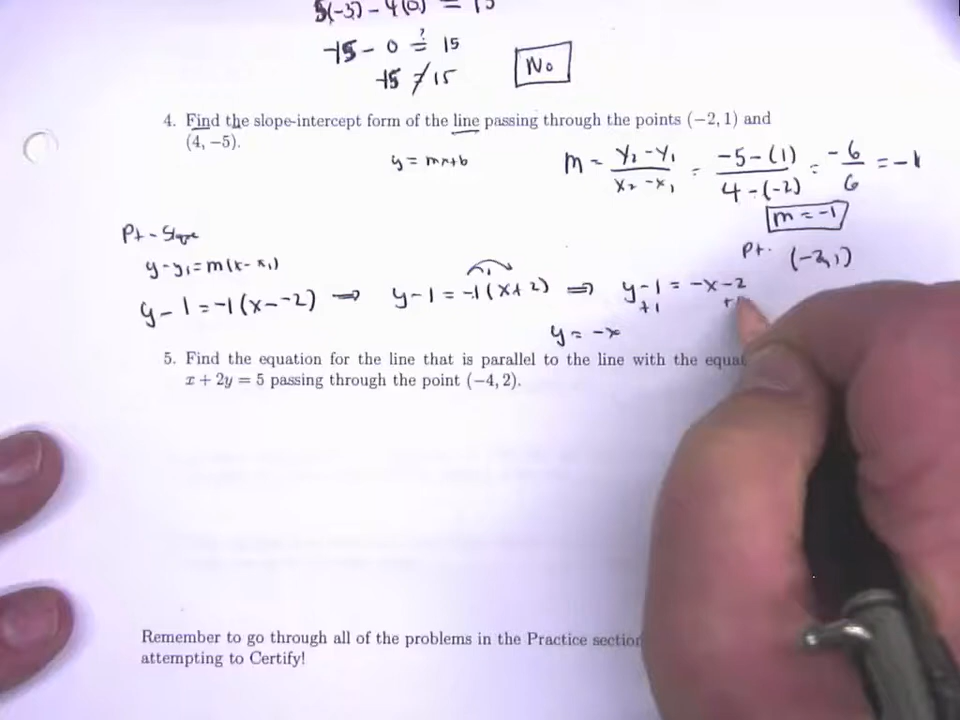 5(-3) - 4(0) = 15
-15 - 0 ≟ 15
-15 ≠ 15 No
4. Find the slope-intercept form of the line passing through the points (−2, 1) and
(4, −5).
y = mx+b
m = y₂ - y₁ / x₂ - x₁ = -5 - (1) / 4 - (-2) = -6 / 6 = -1
m = -1
Pt - Slope
Pt. (-2,1)
y - y₁ = m(x - x₁)
y - 1 = -1(x - -2) ⇒ y - 1 = -1(x + 2) ⇒ y - 1 = -x - 2
+1
y = -x
5. Find the equation for the line that is parallel to the line with the
x + 2y = 5 passing through the point (−4, 2).
Remember to go through all of the problems in the Practice
attempting to Certify!